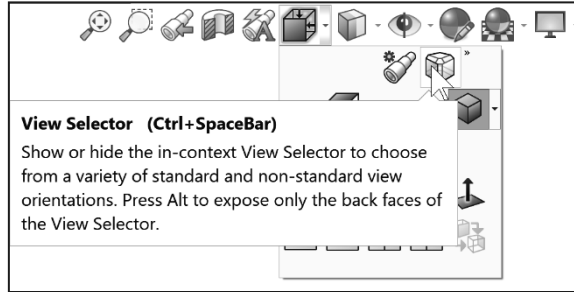 »
View Selector (Ctrl+SpaceBar)
Show or hide the in-context View Selector to choose
from a variety of standard and non-standard view
orientations. Press Alt to expose only the back faces of
the View Selector.